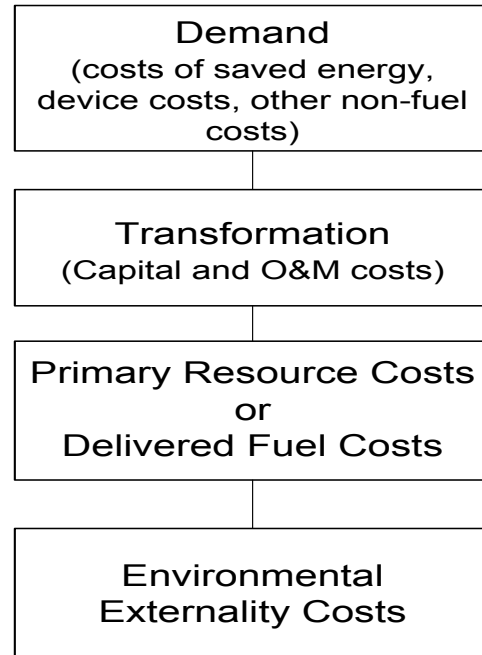 Demand
(costs of saved energy,
device costs, other non-fuel
costs)
Transformation
(Capital and O&M costs)
Primary Resource Costs
or
Delivered Fuel Costs
Environmental
Externality Costs